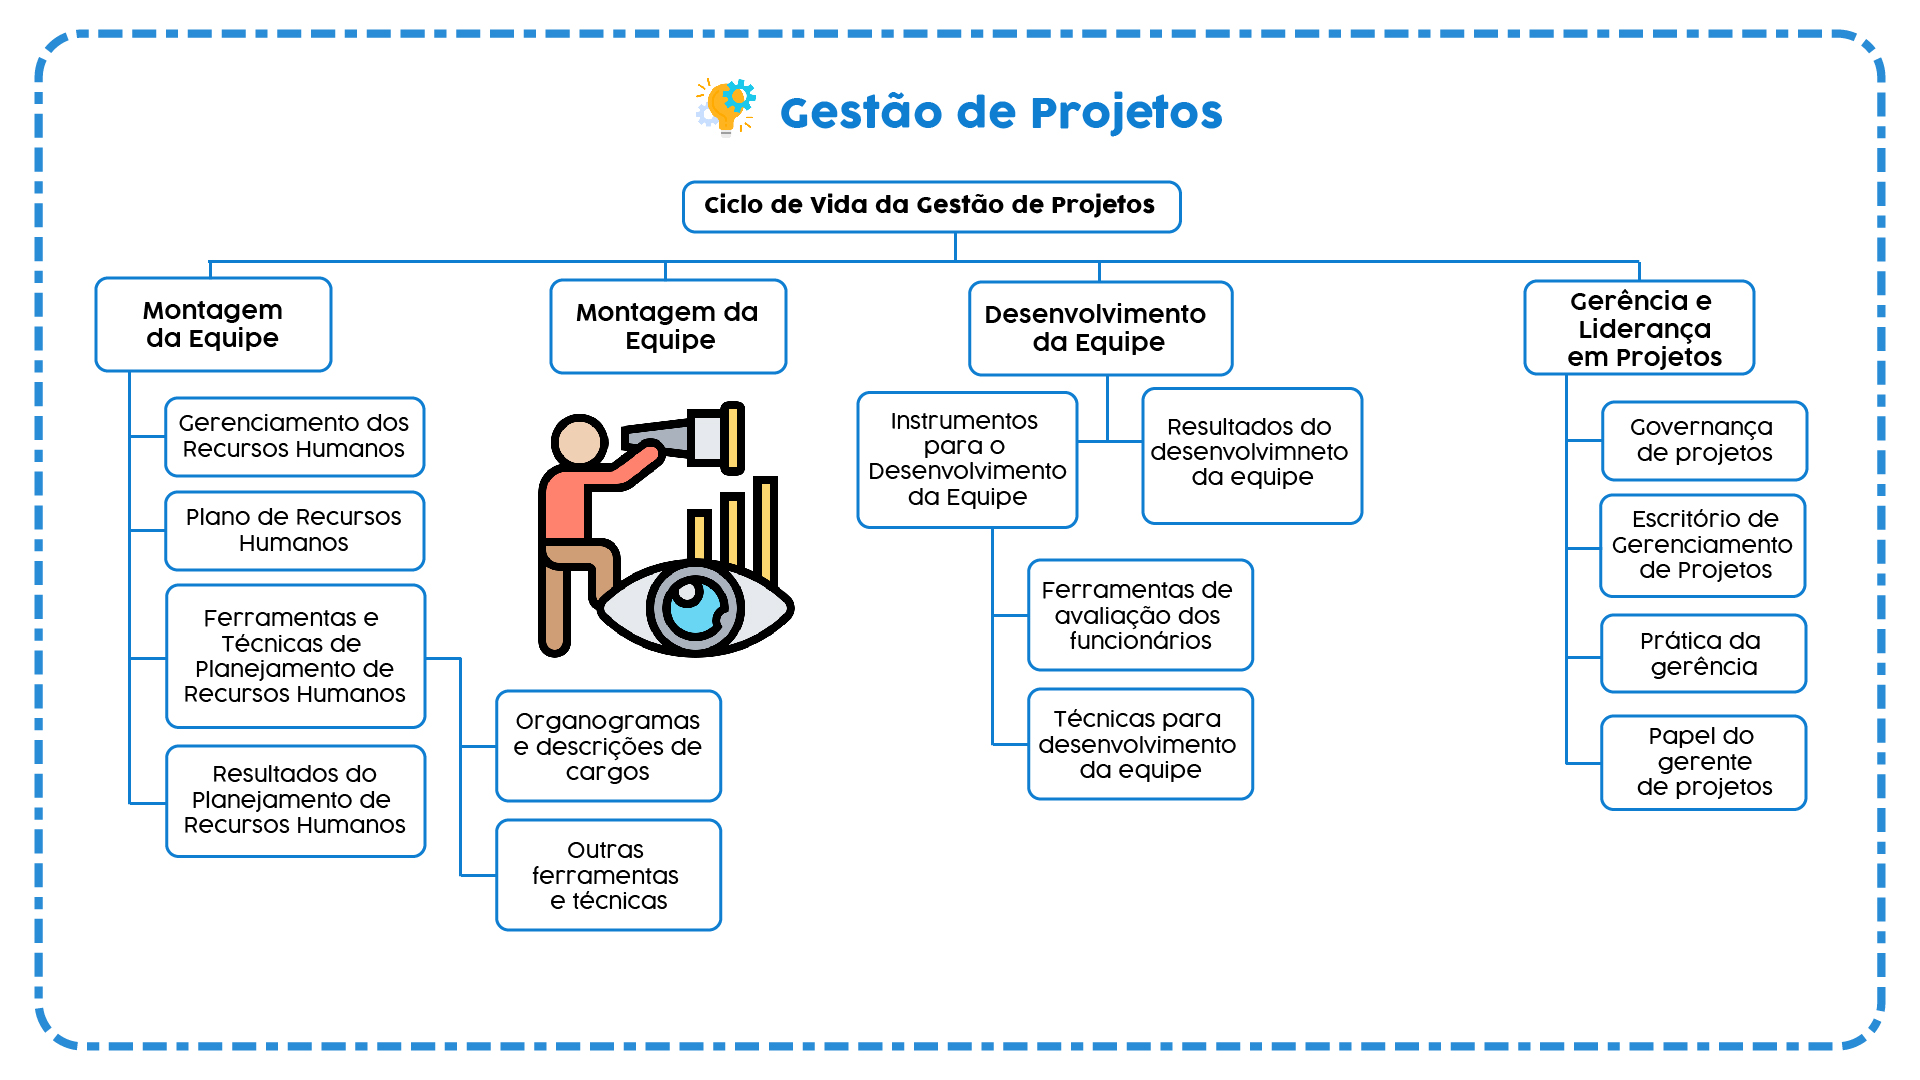 Gestão de Projetos
Ciclo de Vida da Gestão de Projetos
Montagem
da Equipe
Gerenciamento dos
Recursos Humanos
Plano de Recursos
Humanos
Ferramentas e
Técnicas de
Planejamento de
Recursos Humanos
Organogramas
e descrições de
cargos
Outras
ferramentas
e técnicas
Resultados do
Planejamento de
Recursos Humanos
Montagem da
Equipe
Desenvolvimento
da Equipe
Instrumentos
para o
Desenvolvimento
da Equipe
Ferramentas de
avaliação dos
funcionários
Técnicas para
desenvolvimento
da equipe
Resultados do
desenvolvimneto
da equipe
Gerência e
Liderança
em Projetos
Governança
de projetos
Escritório de
Gerenciamento
de Projetos
Prática da
gerência
Papel do
gerente
de projetos